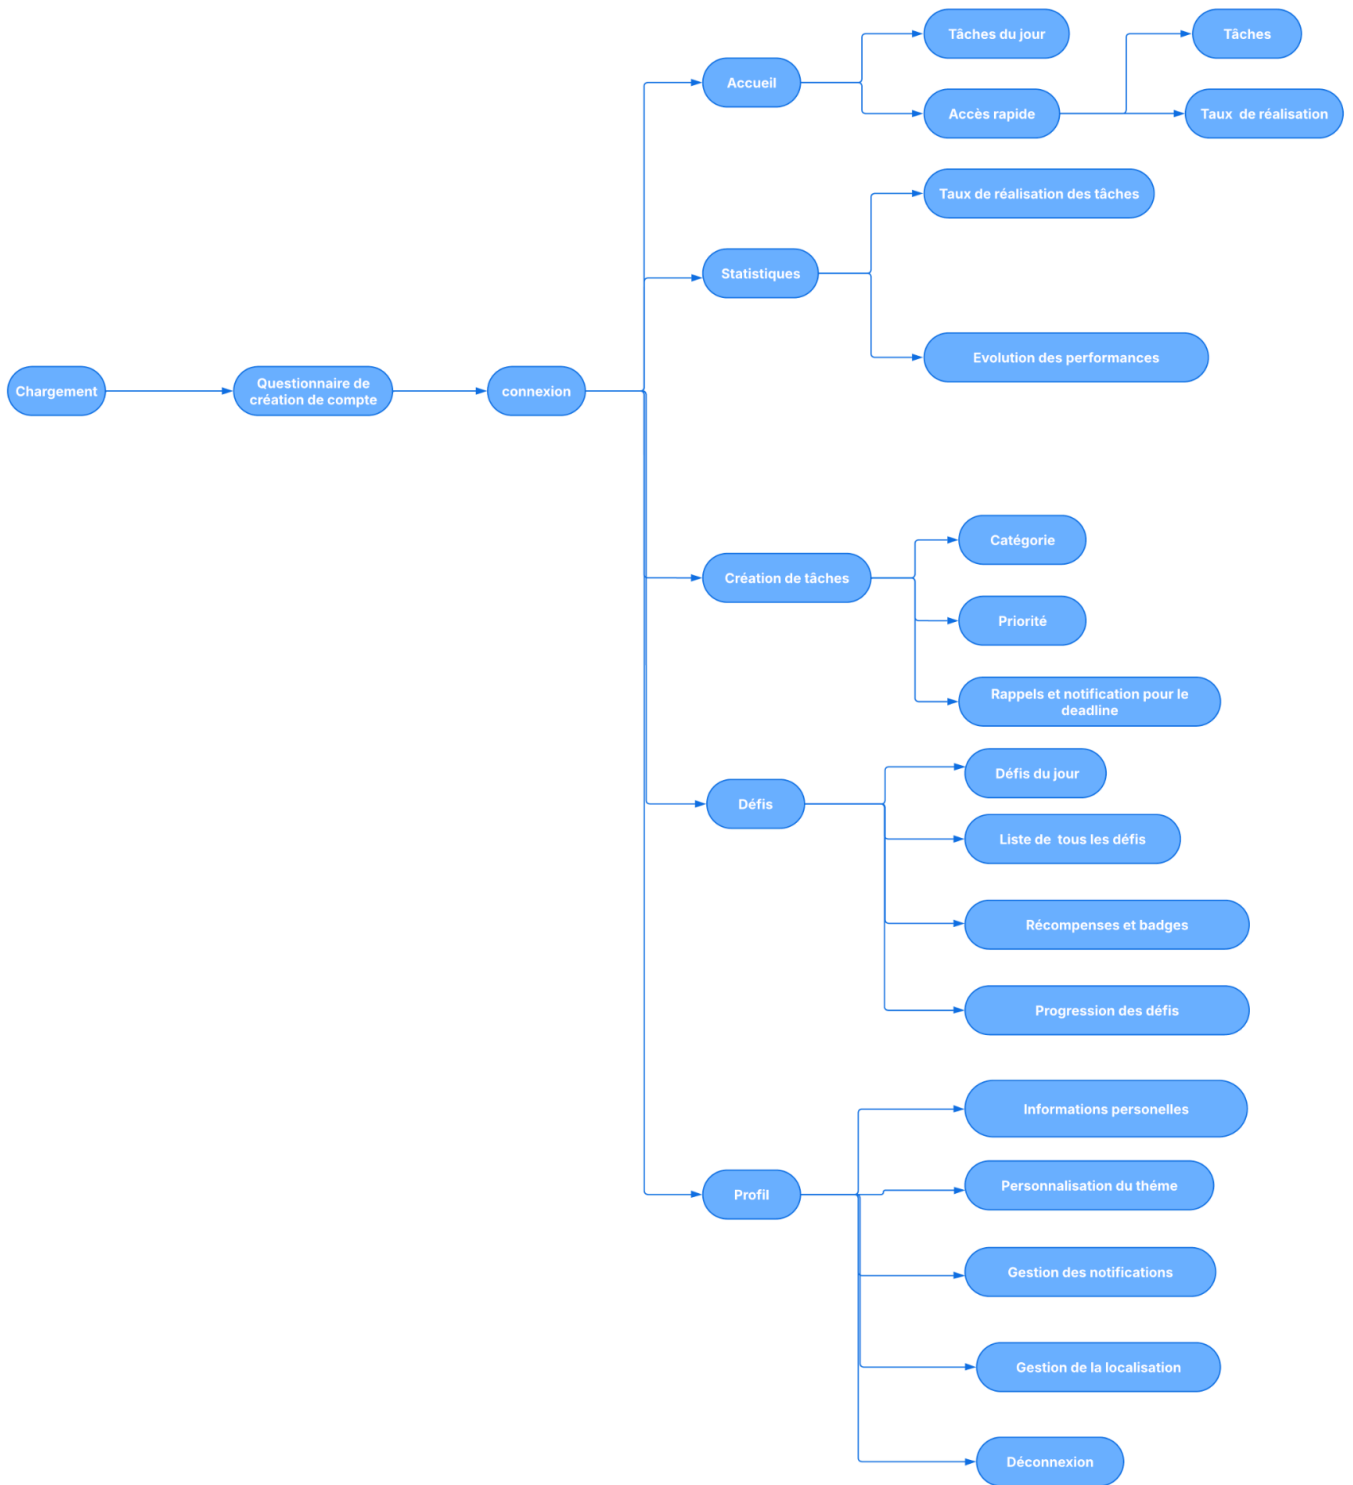 Tâches du jour
Tâches
Accueil
Accès rapide
Taux de réalisation
Taux de réalisation des tâches
Statistiques
Evolution des performances
Chargement
Questionnaire de
création de compte
connexion
Catégorie
Création de tâches
Priorité
Rappels et notification pour le
deadline
Défis du jour
Défis
Liste de tous les défis
Récompenses et badges
Progression des défis
Informations personelles
Personnalisation du théme
Profil
Gestion des notifications
Gestion de la localisation
Déconnexion